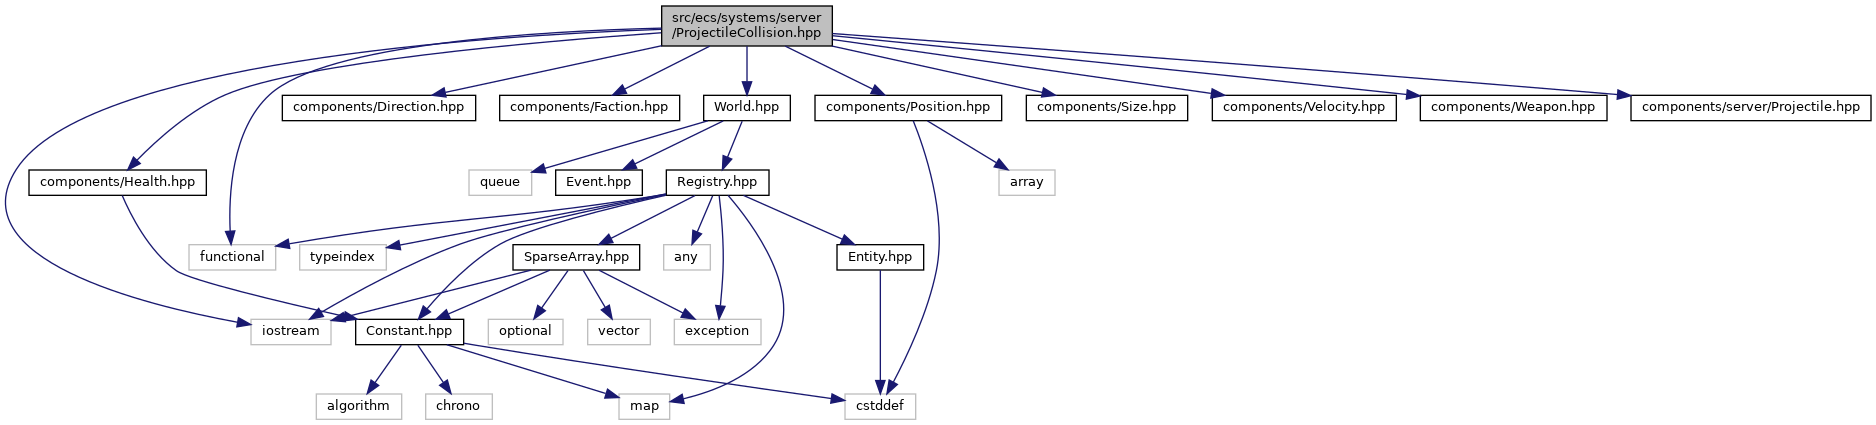 src/ecs/systems/server
/ProjectileCollision.hpp
components/Direction.hpp
components/Faction.hpp
World.hpp
components/Position.hpp
components/Size.hpp
components/Velocity.hpp
components/Weapon.hpp
components/server/Projectile.hpp
components/Health.hpp
queue
Event.hpp
Registry.hpp
array
functional
typeindex
SparseArray.hpp
any
Entity.hpp
iostream
Constant.hpp
optional
vector
exception
algorithm
chrono
map
cstddef